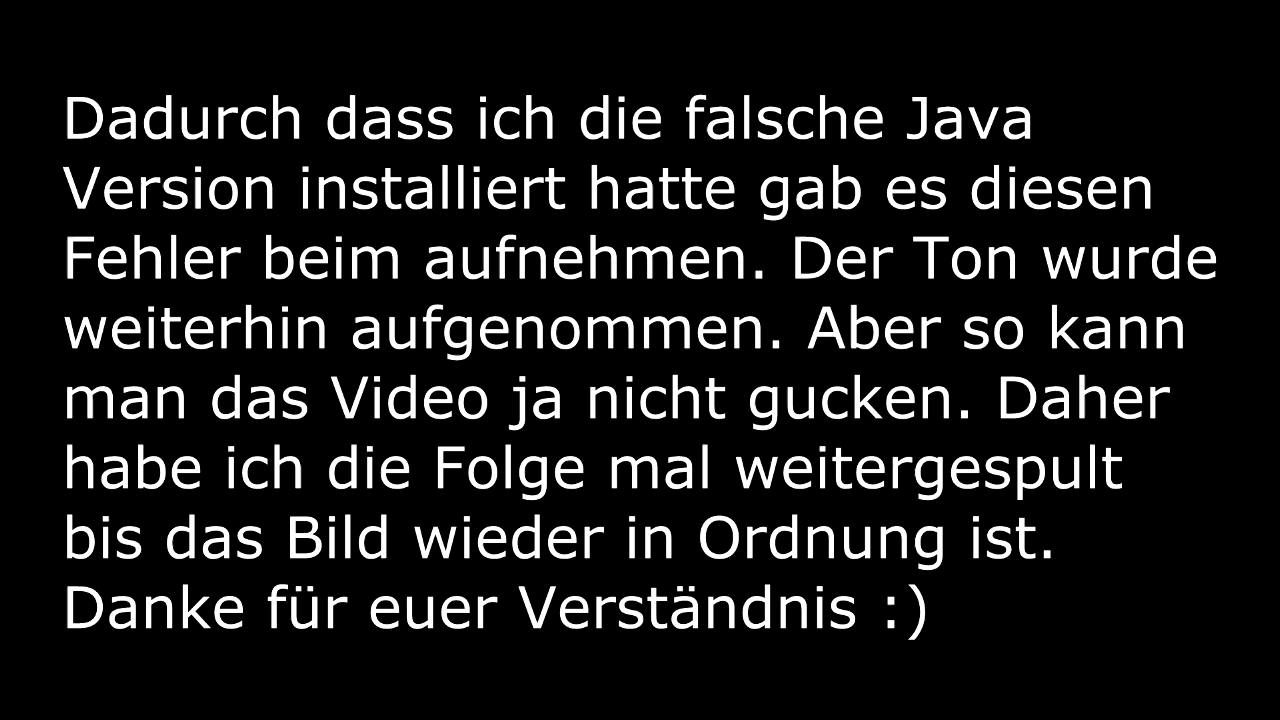 Dadurch dass ich die falsche Java
Version installiert hatte gab es diesen
Fehler beim aufnehmen. Der Ton wurde
weiterhin aufgenommen. Aber so kann
man das Video ja nicht gucken. Daher
habe ich die Folge mal weitergespult
bis das Bild wieder in Ordnung ist.
Danke für euer Verständnis :)